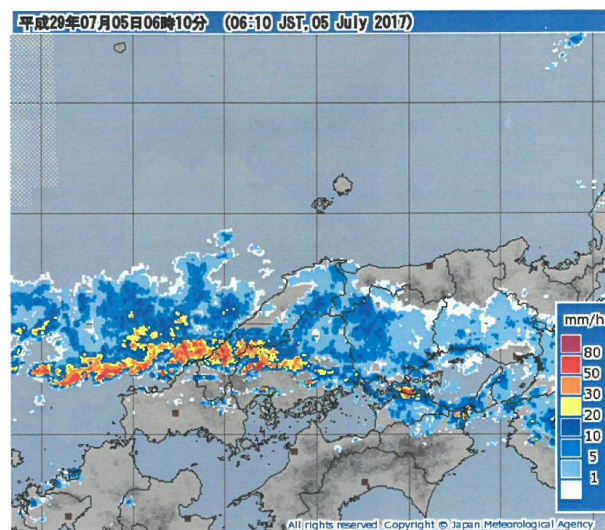 平成29年07月05日06時10分 (06:10 JST, 05 July 2017)
mm/h
80
50
30
20
10
5
1
All rights reserved. Copyright © Japan Meteorological Agency